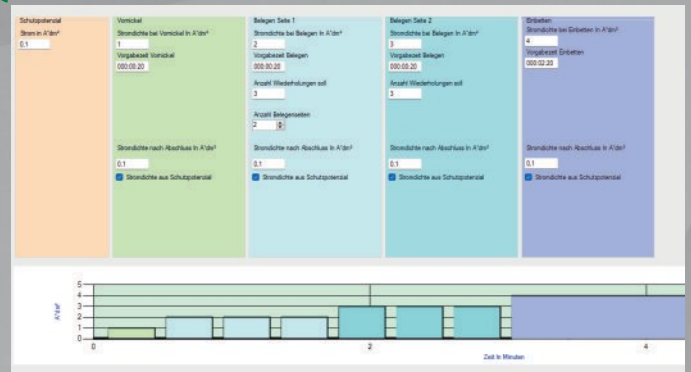 Schutzpotenzial
Strom in A*dm²
0,1
Vornickel
Stromdichte bei Vornickel in A*dm²
1
Vorgabezeit Vornickel
000:00:20
Stromdichte nach Abschluss in A*dm²
0,1
Stromdichte aus Schutzpotenzial
Belegen Seite 1
Stromdichte bei Belegen in A*dm²
2
Vorgabezeit Belegen
000:00:20
Anzahl Wiederholungen soll
3
Anzahl Belegenseiten
2
Stromdichte nach Abschluss in A*dm²
0,1
Stromdichte aus Schutzpotenzial
Belegen Seite 2
Stromdichte bei Belegen in A*dm²
3
Vorgabezeit Belegen
000:00:20
Anzahl Wiederholungen soll
3
Stromdichte nach Abschluss in A*dm²
0,1
Stromdichte aus Schutzpotenzial
Einbetten
Stromdichte bei Einbetten in A*dm²
4
Vorgabezeit Einbetten
000:02:20
Stromdichte nach Abschluss in A*dm²
0,1
Stromdichte aus Schutzpotenzial
A*dm²
5
4
3
2
1
0
0
2
4
Zeit in Minuten